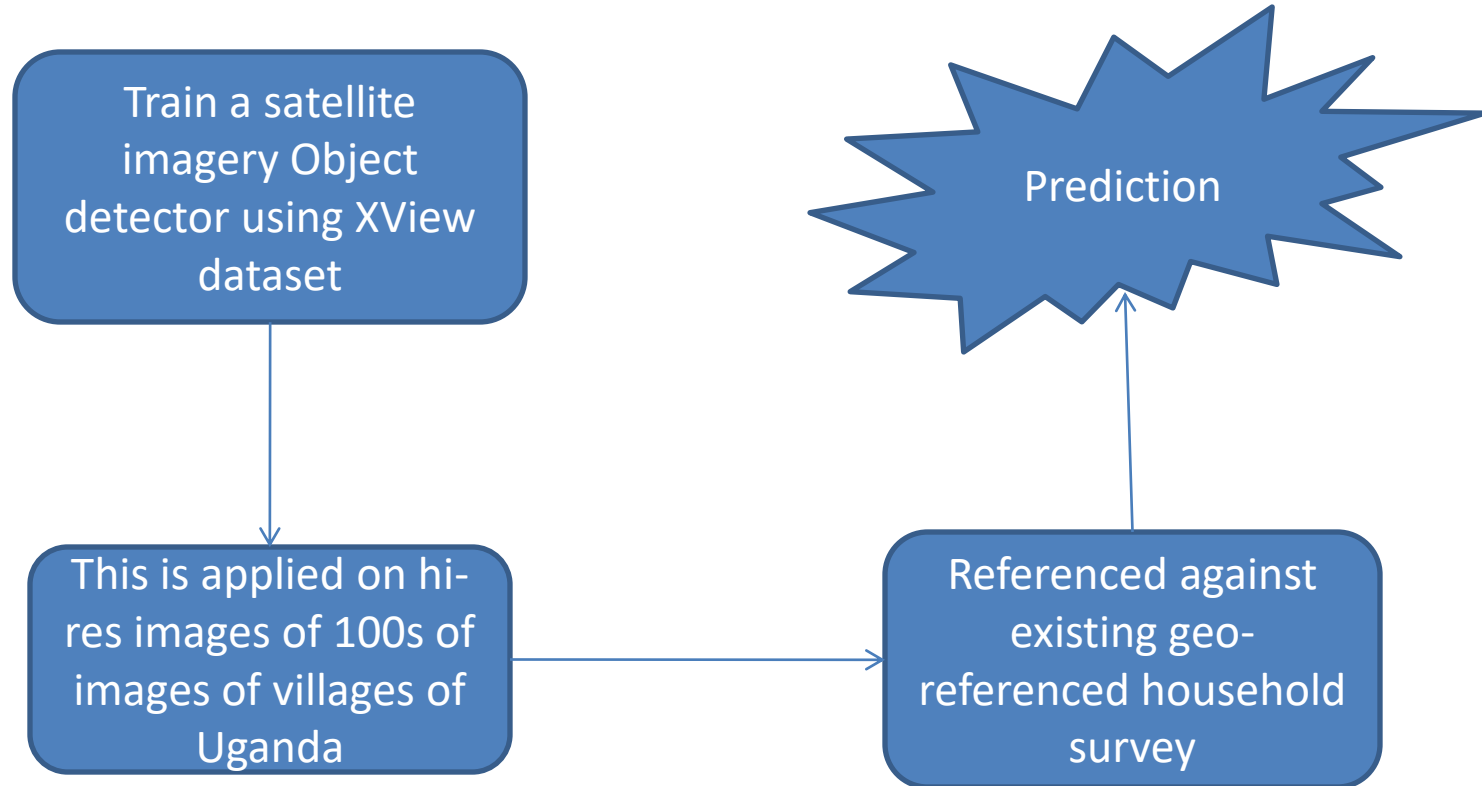 Train a satellite
imagery Object
detector using XView
dataset
This is applied on hi-
res images of 100s of
images of villages of
Uganda
Referenced against
existing geo-
referenced household
survey
Prediction